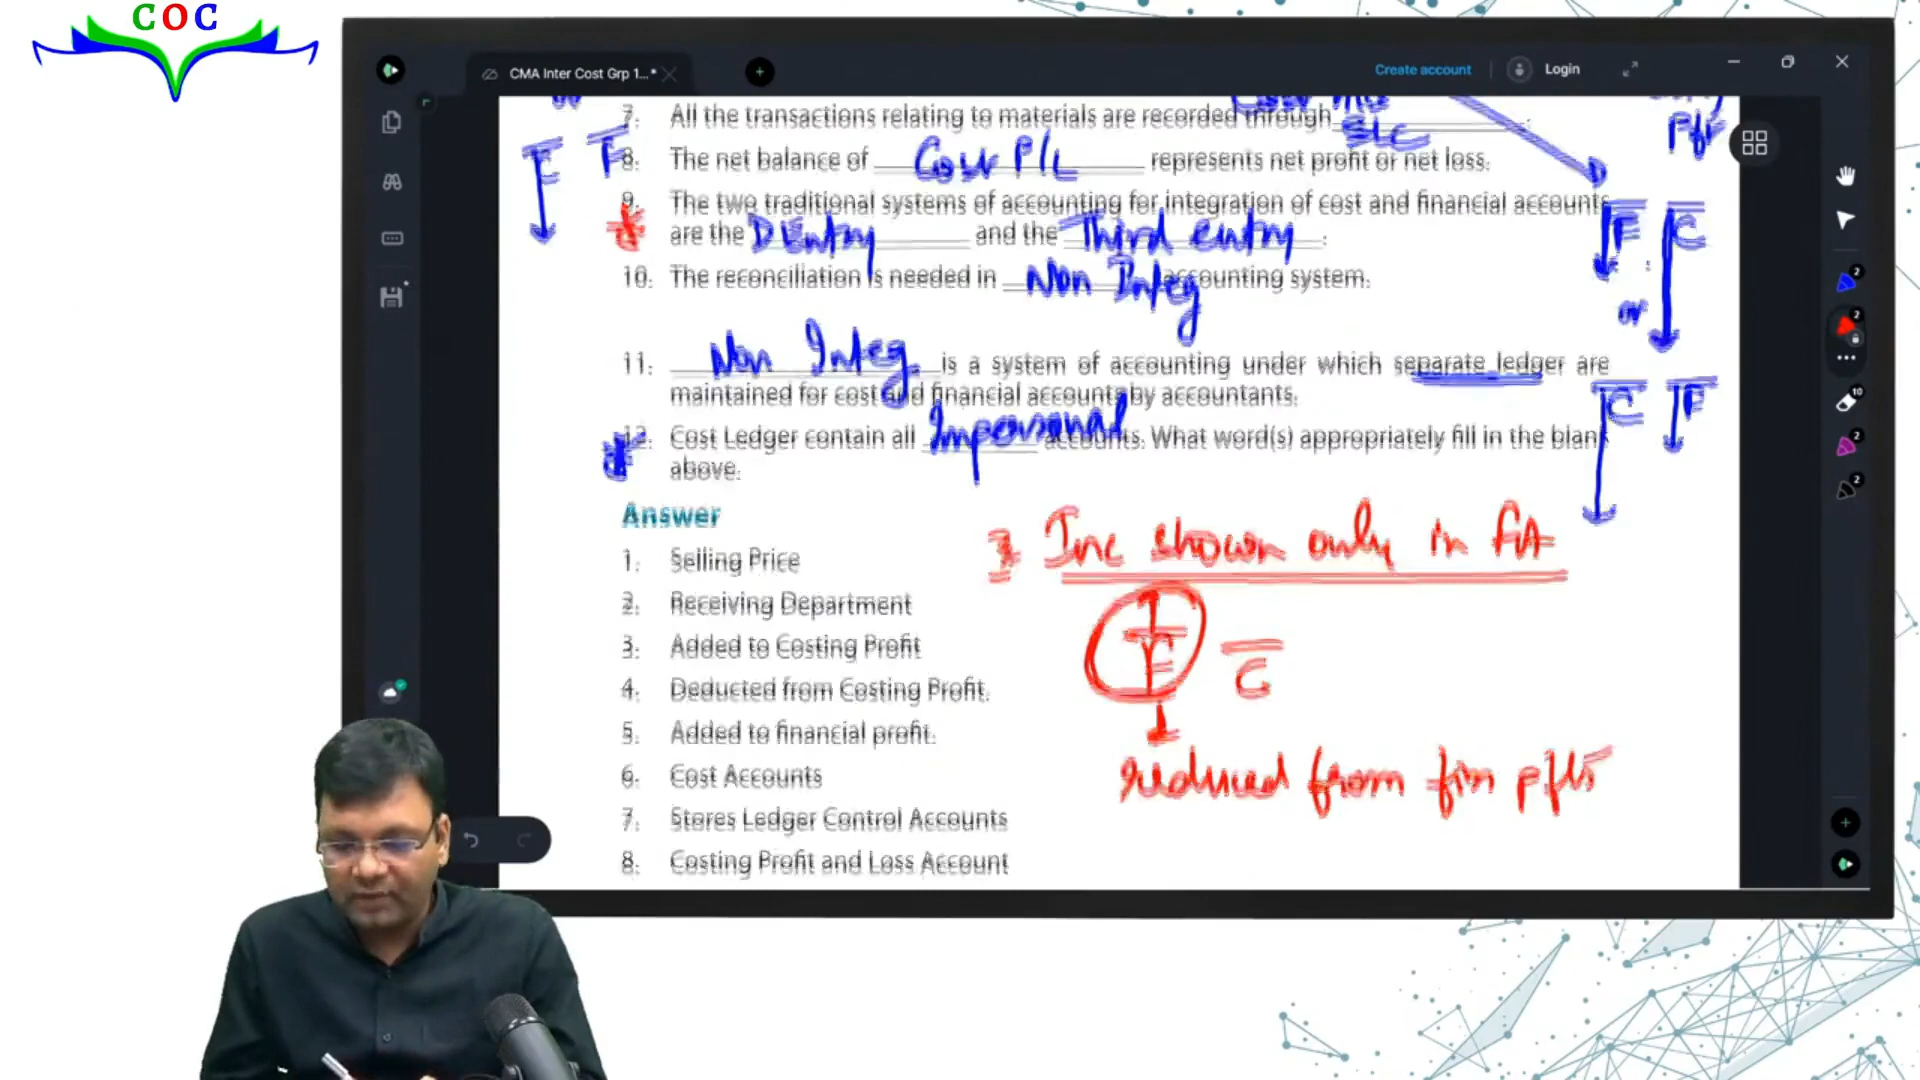 COC
CMA Inter Cost Grp 1...*
Create account
Login
7. All the transactions relating to materials are recorded through SLC.
8. The net balance of Cost P/L represents net profit or net loss.
9. The two traditional systems of accounting for integration of cost and financial accounts
are the D Entry and the Third entry.
10. The reconciliation is needed in Non Integ accounting system.
11. Non Integ. is a system of accounting under which separate ledger are
maintained for cost and financial accounts by accountants.
12. Cost Ledger contain all Impersonal accounts. What word(s) appropriately fill in the blank
above.
F
F
F C
or
C F
Answer
1. Selling Price
2. Receiving Department
3. Added to Costing Profit
4. Deducted from Costing Profit.
5. Added to financial profit.
6. Cost Accounts
7. Stores Ledger Control Accounts
8. Costing Profit and Loss Account
3 Inc shown only in FA
F C
reduced from fin pft